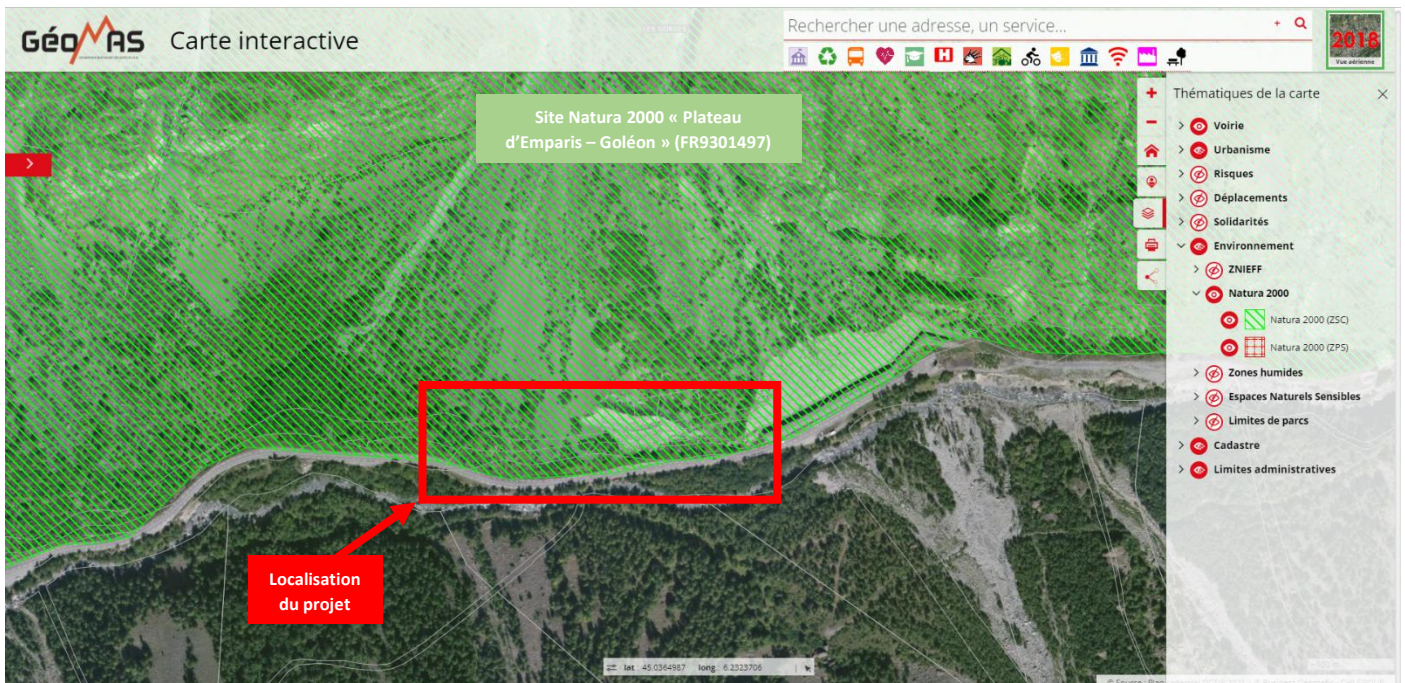 GéoMAS
Carte interactive
Rechercher une adresse, un service...
2018
Vue aérienne
Site Natura 2000 « Plateau
d'Emparis – Goléon » (FR9301497)
Thématiques de la carte
Voirie
Urbanisme
Risques
Déplacements
Solidarités
Environnement
ZNIEFF
Natura 2000
Natura 2000 (ZSC)
Natura 2000 (ZPS)
Zones humides
Espaces Naturels Sensibles
Limites de parcs
Cadastre
Limites administratives
Localisation
du projet
lat : 45.0364987 long : 6.2323706